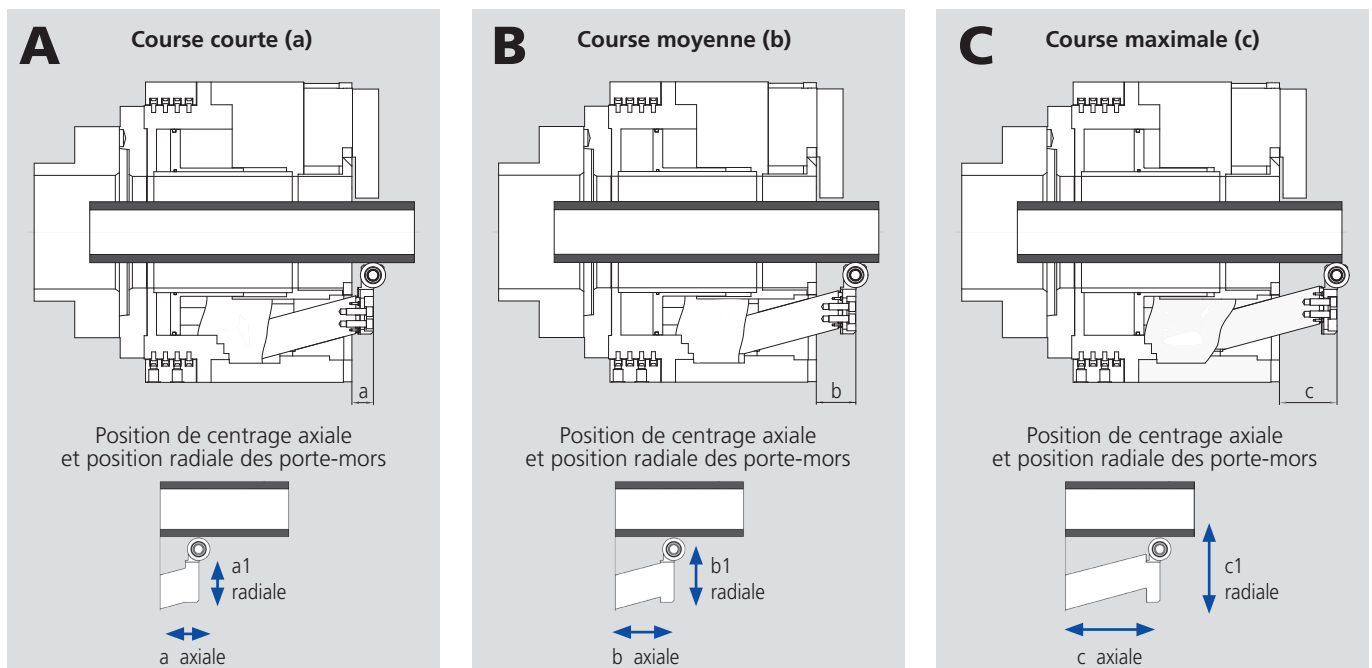 A
Course courte (a)
a
Position de centrage axiale
et position radiale des porte-mors
a1
radiale
a axiale
B
Course moyenne (b)
b
Position de centrage axiale
et position radiale des porte-mors
b1
radiale
b axiale
C
Course maximale (c)
c
Position de centrage axiale
et position radiale des porte-mors
c1
radiale
c axiale